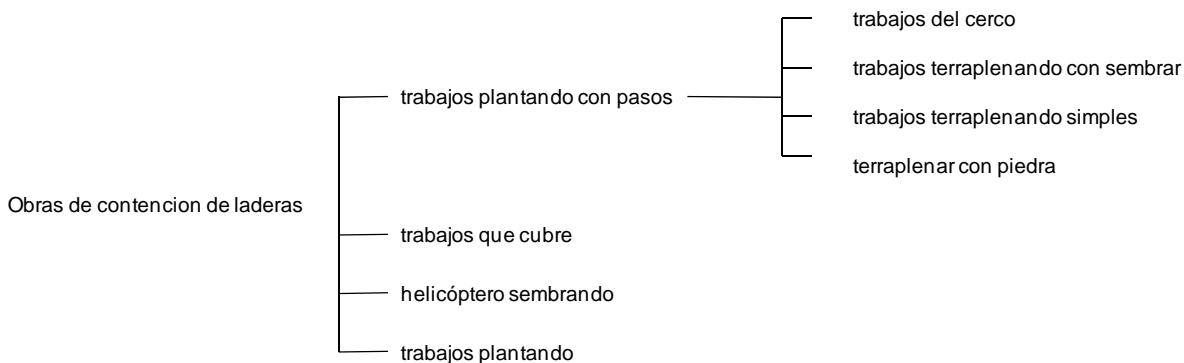 trabajos del cerco
trabajos terraplenando con sembrar
trabajos plantando con pasos
trabajos terraplenando simples
terraplenar con piedra
Obras de contencion de laderas
trabajos que cubre
helicóptero sembrando
trabajos plantando